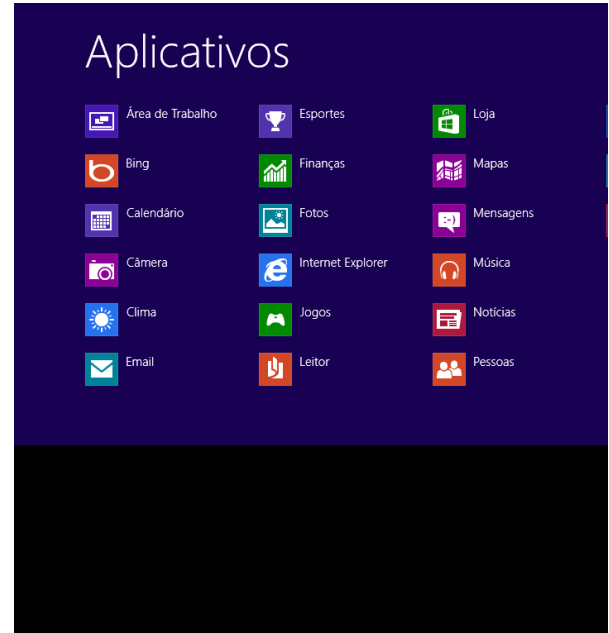 Aplicativos
Área de Trabalho
Bing
Calendário
Câmera
Clima
Email
Esportes
Finanças
Fotos
Internet Explorer
Jogos
Leitor
Loja
Mapas
Mensagens
Música
Notícias
Pessoas